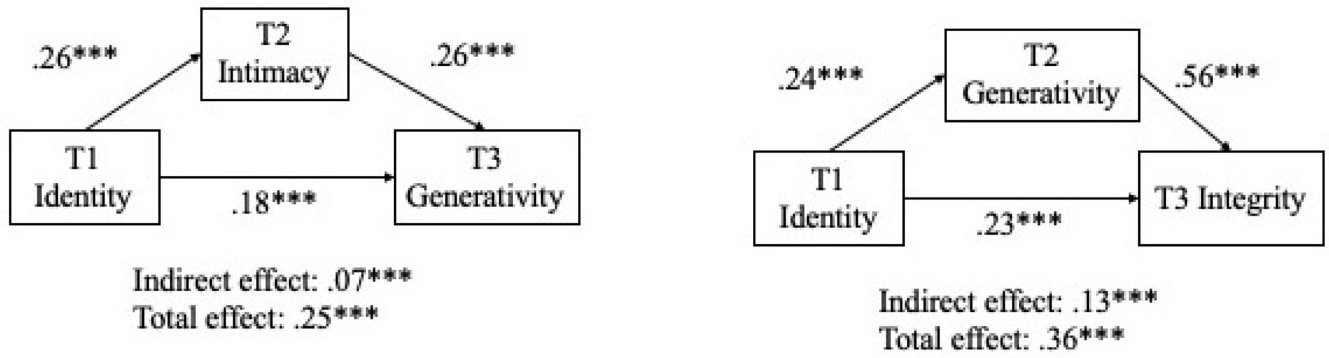 T2
Intimacy
.26***
.26***
T1
Identity
T3
Generativity
.18***
Indirect effect: .07***
Total effect: .25***
T2
Generativity
.24***
.56***
T1
Identity
T3 Integrity
.23***
Indirect effect: .13***
Total effect: .36***